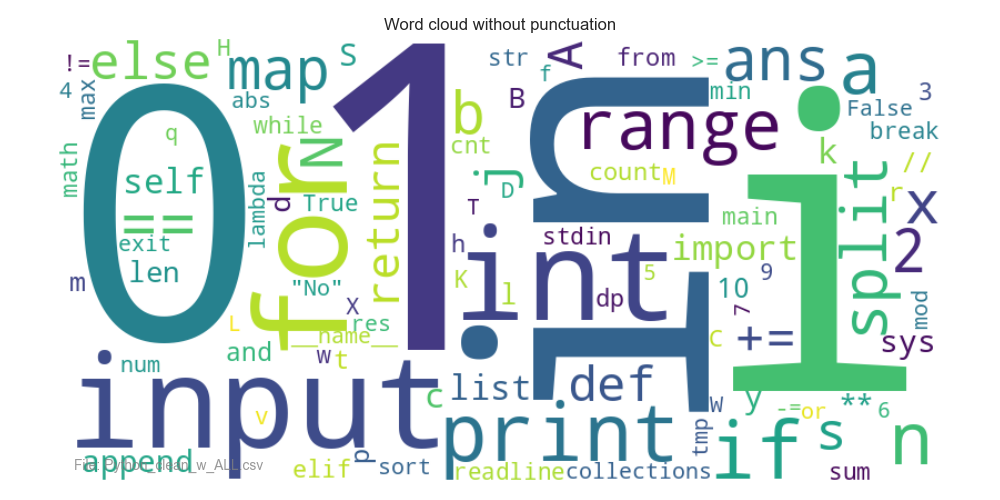 Word cloud without punctuation
!= else H map S str f A from >= ans a
4 max abs min False 3
0 1 in B b range k break
q while N cnt //
math self lambda d for return j D count M i split r x
== True T main
exit h int stdin import 2
m len "No" K l 5 9
X dp 10 7 mod
L __name__ res c += sys
num and w t
input c list def W y -= or ** 6
v print tmp if s n
append p
File: Python_clean_w_ALL.csv
elif sort readline collections sum